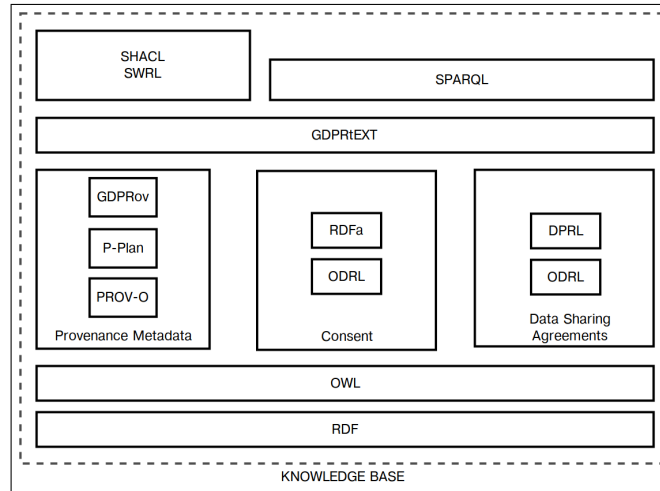 SHACL
SWRL
SPARQL
GDPRtEXT
GDPRov
P-Plan
PROV-O
Provenance Metadata
RDFa
ODRL
Consent
DPRL
ODRL
Data Sharing
Agreements
OWL
RDF
KNOWLEDGE BASE